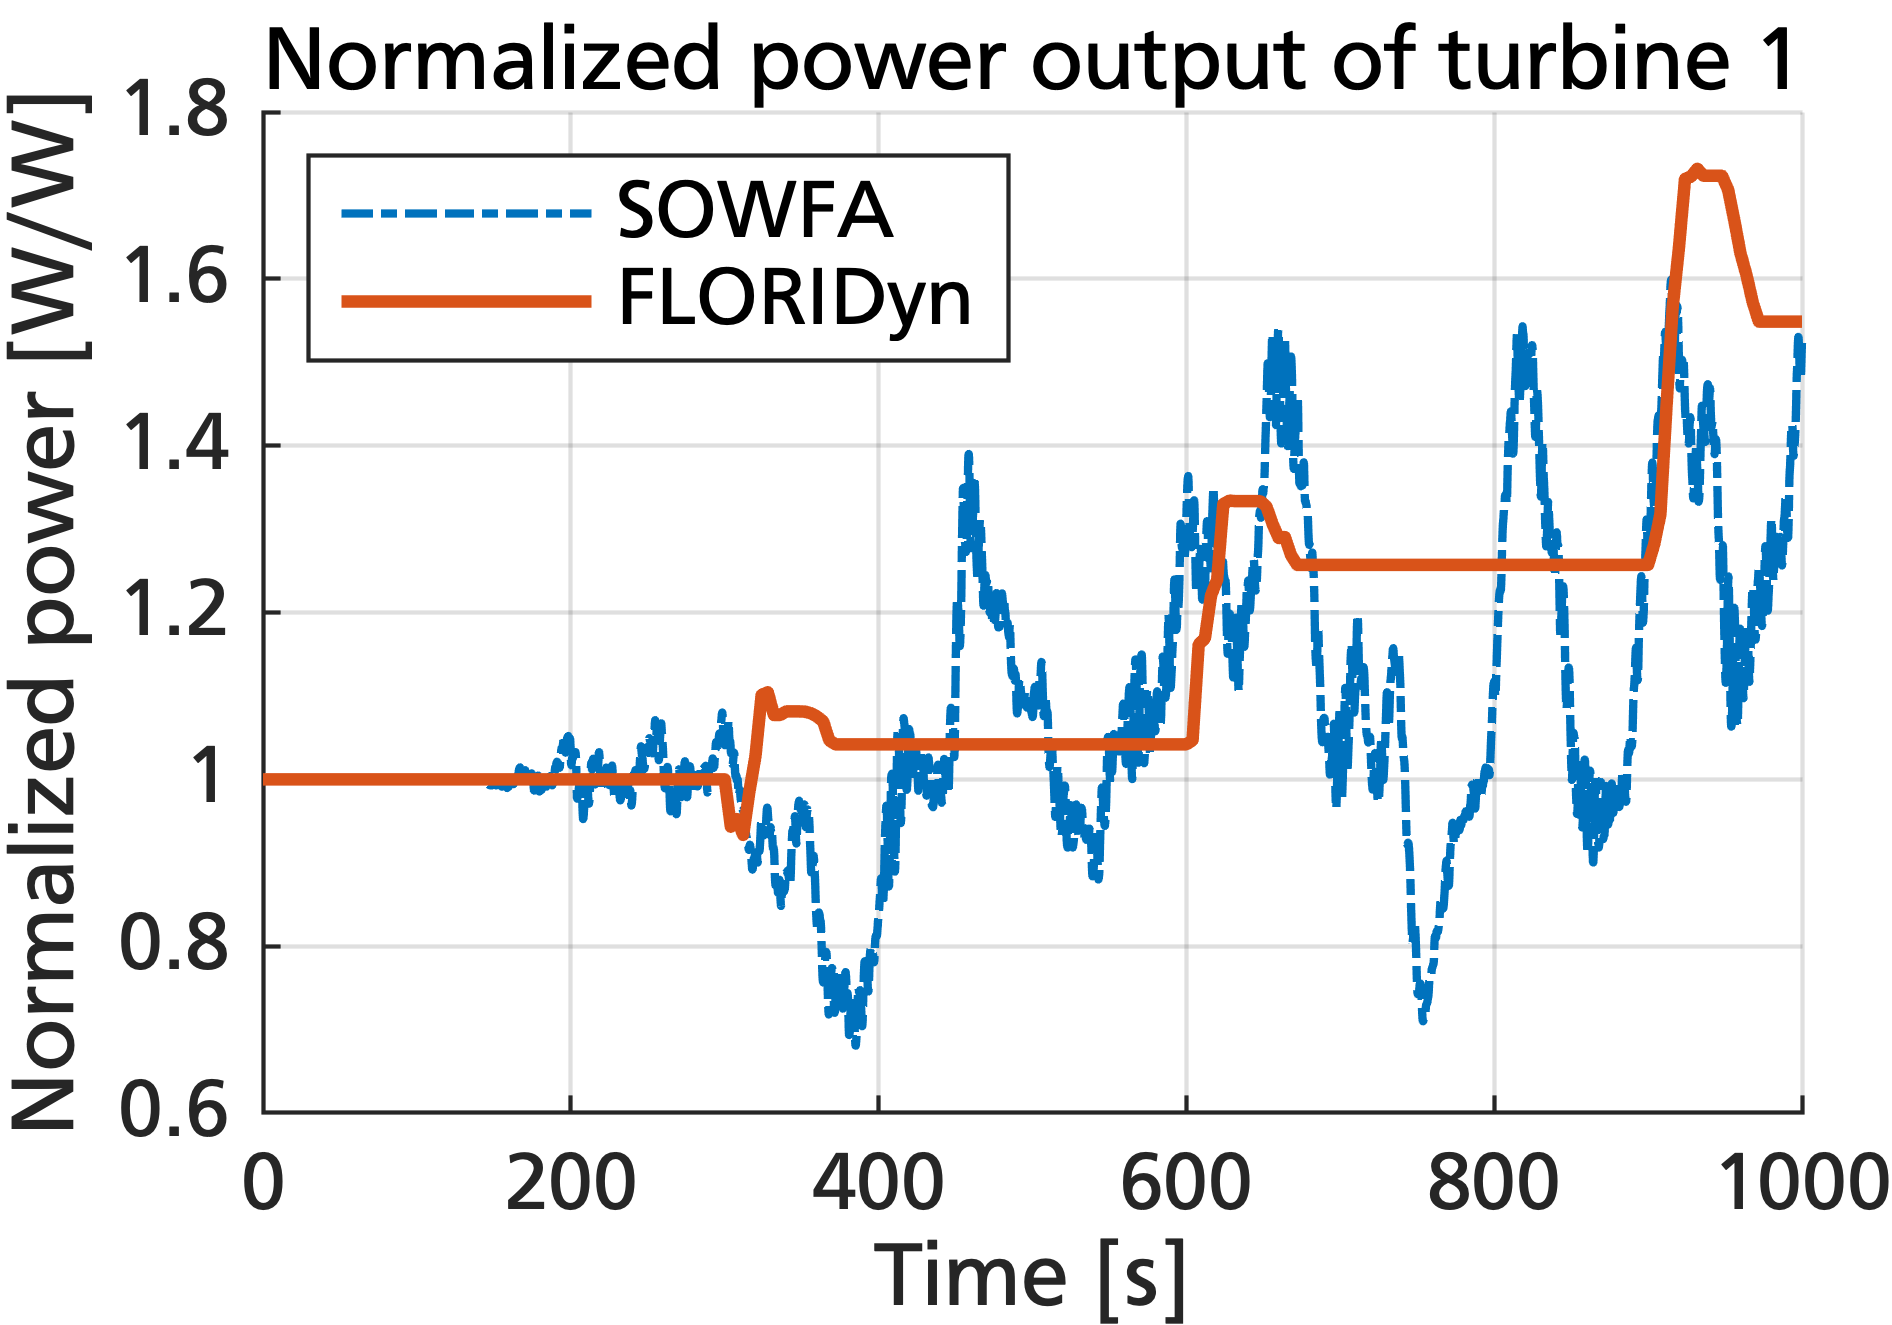 Normalized power output of turbine 1
Normalized power [W/W]
1.8
1.6
1.4
1.2
1
0.8
0.6
SOWFA
FLORIDyn
0 200 400 600 800 1000
Time [s]